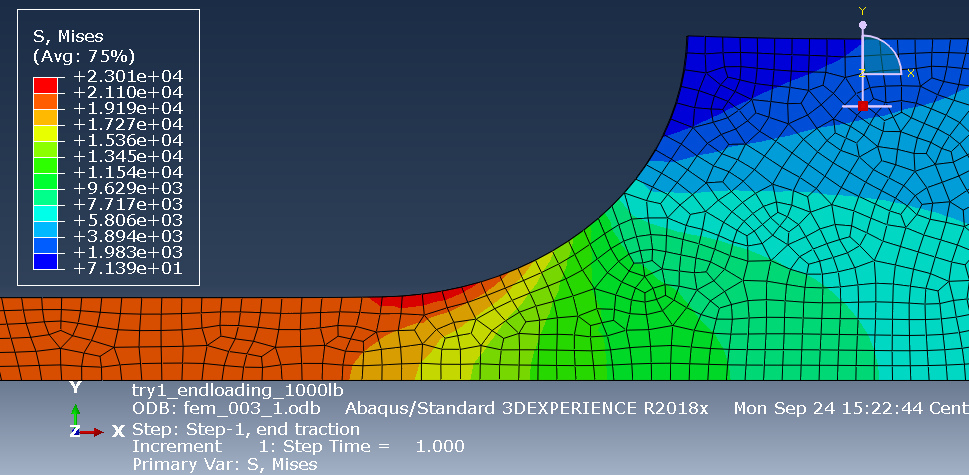 S, Mises
(Avg: 75%)
+2.301e+04
+2.110e+04
+1.919e+04
+1.727e+04
+1.536e+04
+1.345e+04
+1.154e+04
+9.629e+03
+7.717e+03
+5.806e+03
+3.894e+03
+1.983e+03
+7.139e+01
Y
Z X
Y
Z X
try1_endloading_1000lb
ODB: fem_003_1.odb Abaqus/Standard 3DEXPERIENCE R2018x Mon Sep 24 15:22:44 Cent
Step: Step-1, end traction
Increment 1: Step Time = 1.000
Primary Var: S, Mises